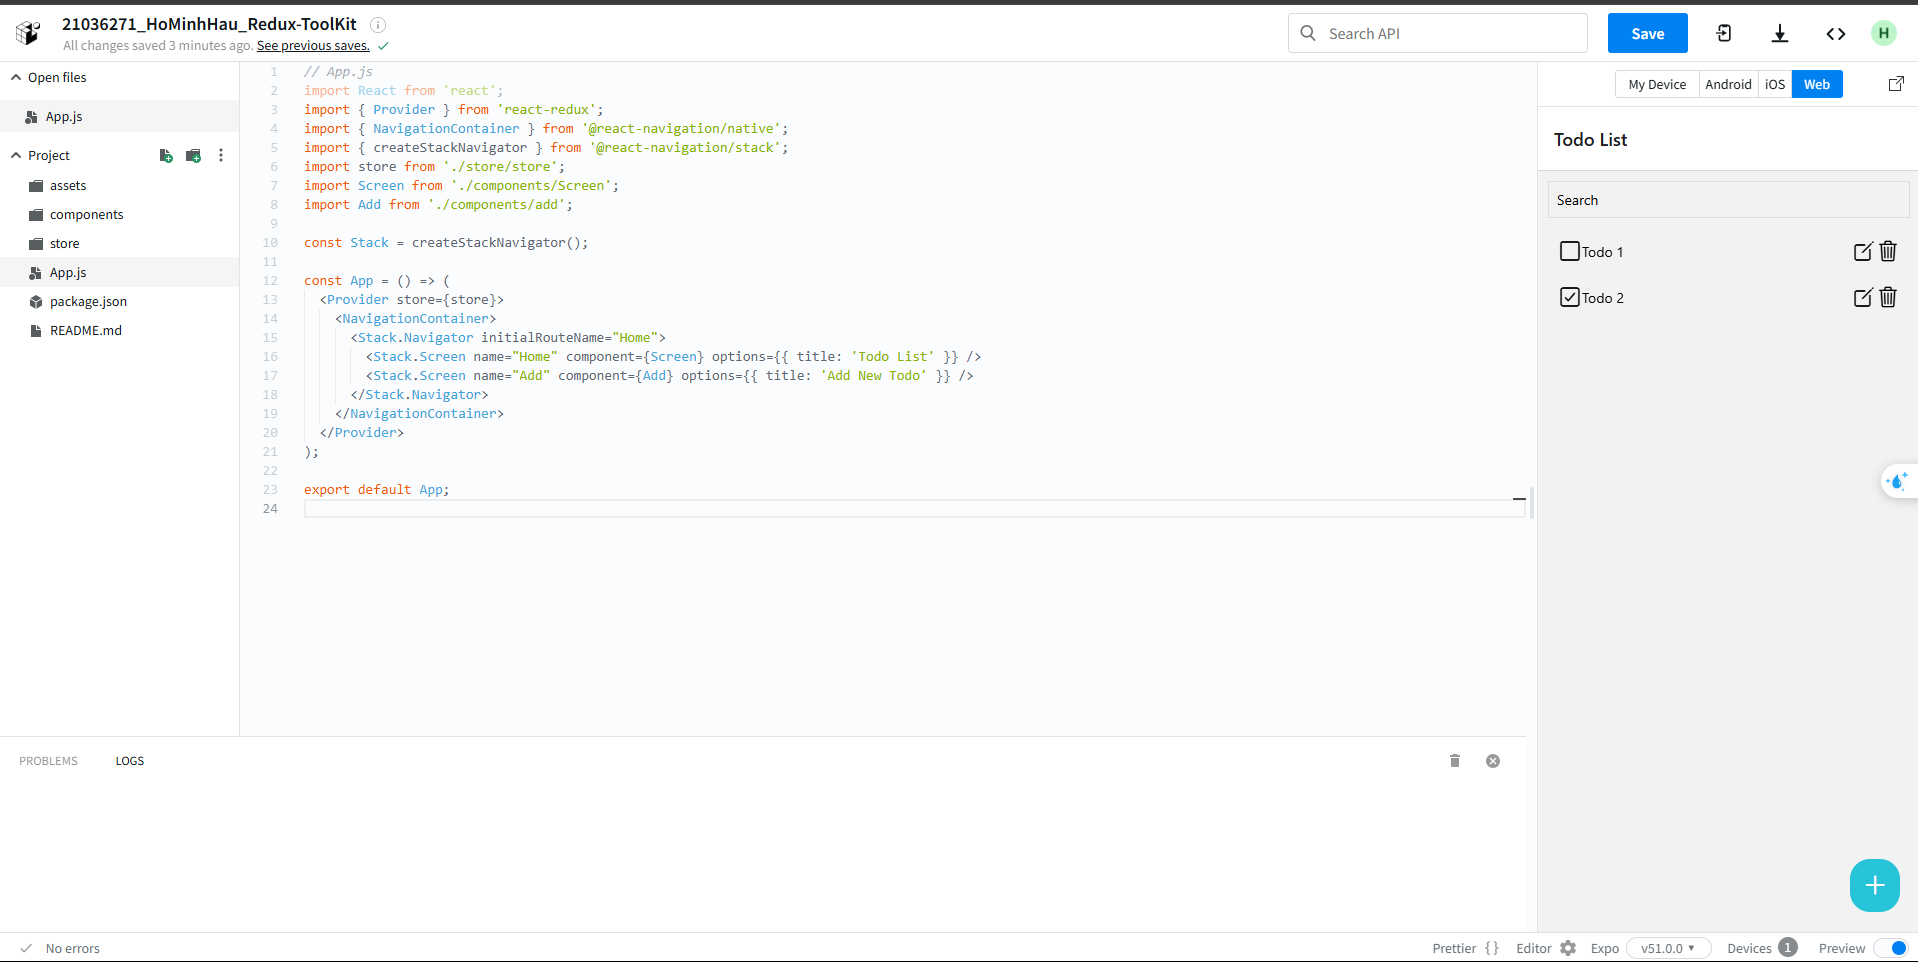 21036271_HoMinhHau_Redux-ToolKit
All changes saved 3 minutes ago. See previous saves.
Search API
Save
H
Open files
App.js
Project
assets
components
store
App.js
package.json
README.md
1 // App.js
2 import React from 'react';
3 import { Provider } from 'react-redux';
4 import { NavigationContainer } from '@react-navigation/native';
5 import { createStackNavigator } from '@react-navigation/stack';
6 import store from './store/store';
7 import Screen from './components/Screen';
8 import Add from './components/add';
9
10 const Stack = createStackNavigator();
11
12 const App = () => (
13 <Provider store={store}>
14 <NavigationContainer>
15 <Stack.Navigator initialRouteName="Home">
16 <Stack.Screen name="Home" component={Screen} options={{ title: 'Todo List' }} />
17 <Stack.Screen name="Add" component={Add} options={{ title: 'Add New Todo' }} />
18 </Stack.Navigator>
19 </NavigationContainer>
20 </Provider>
21 );
22
23 export default App;
24
My Device Android iOS Web
Todo List
Search
Todo 1
Todo 2
PROBLEMS LOGS
No errors
Prettier {} Editor Expo v51.0.0 Devices 1 Preview